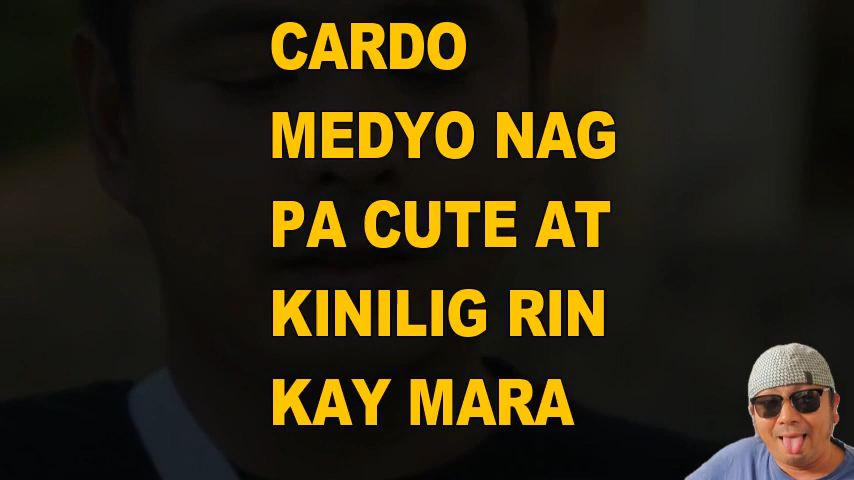 CARDO
MEDYO NAG
PA CUTE AT
KINILIG RIN
KAY MARA